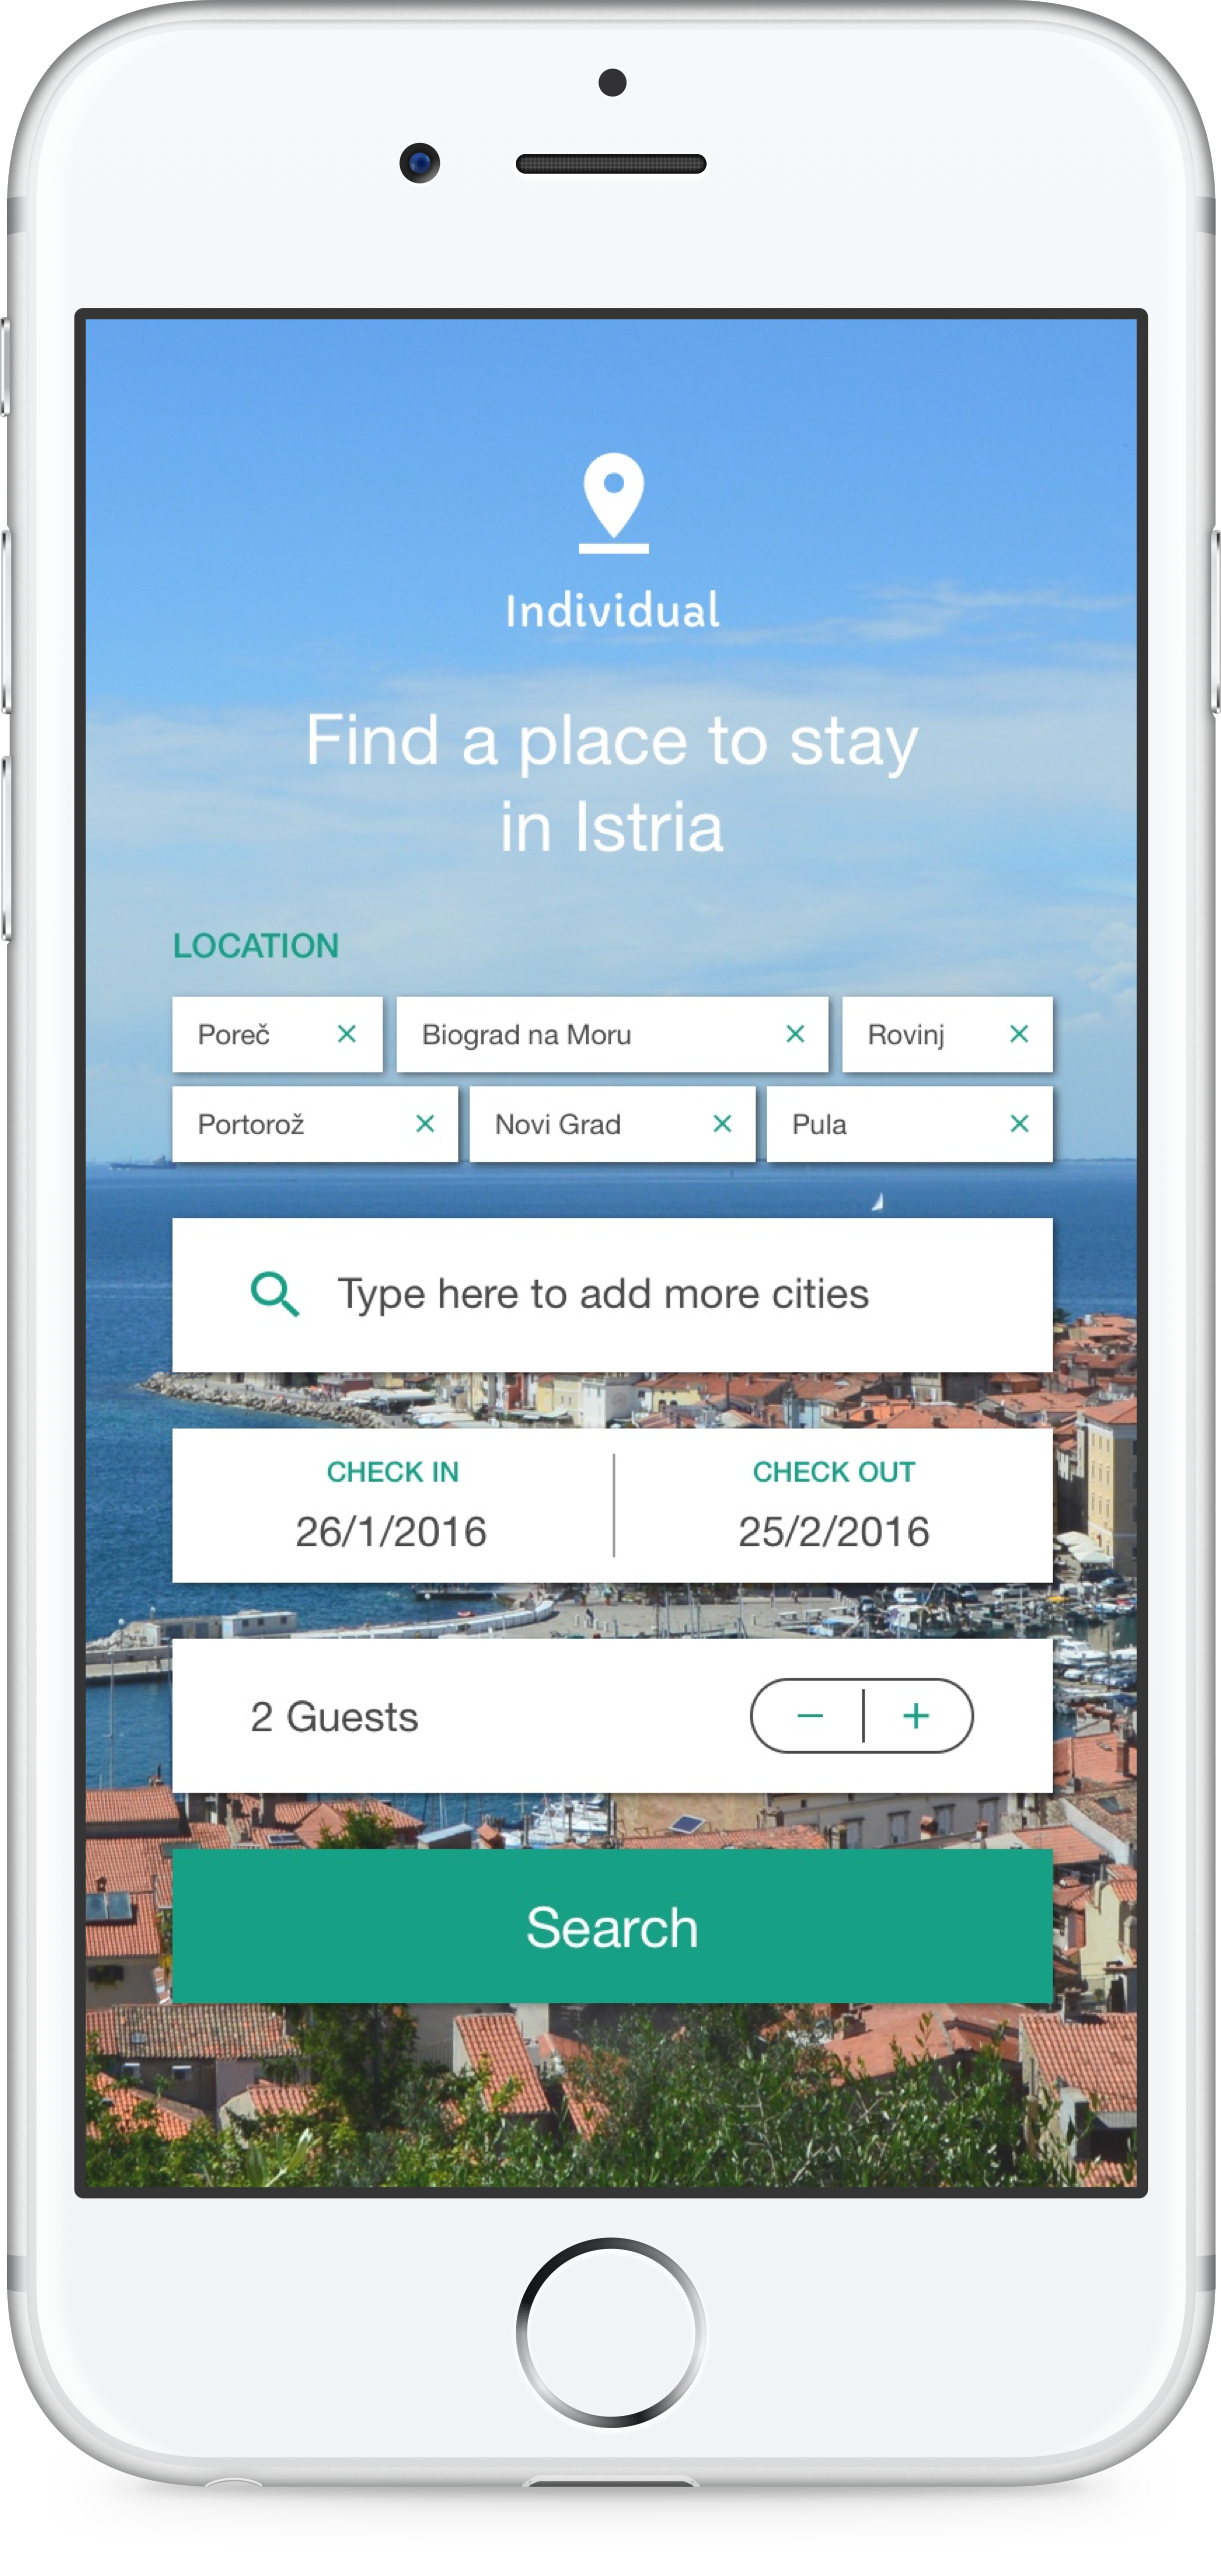 Individual
Find a place to stay
in Istria
LOCATION
Poreč × Biograd na Moru × Rovinj ×
Portorož × Novi Grad × Pula ×
Type here to add more cities
CHECK IN CHECK OUT
26/1/2016 25/2/2016
2 Guests − +
Search